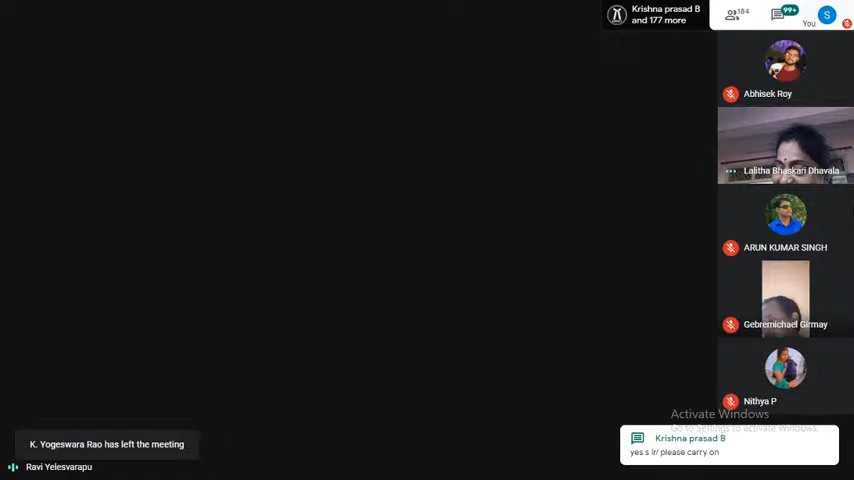 Krishna prasad B
and 177 more
184
99+
You
S
Abhisek Roy
Lalitha Bhaskari Dhavala
ARUN KUMAR SINGH
Gebremichael Girmay
Nithya P
Activate Windows
Go to Settings to activate Windows.
Krishna prasad B
yes s ir/ please carry on
K. Yogeswara Rao has left the meeting
Ravi Yelesvarapu